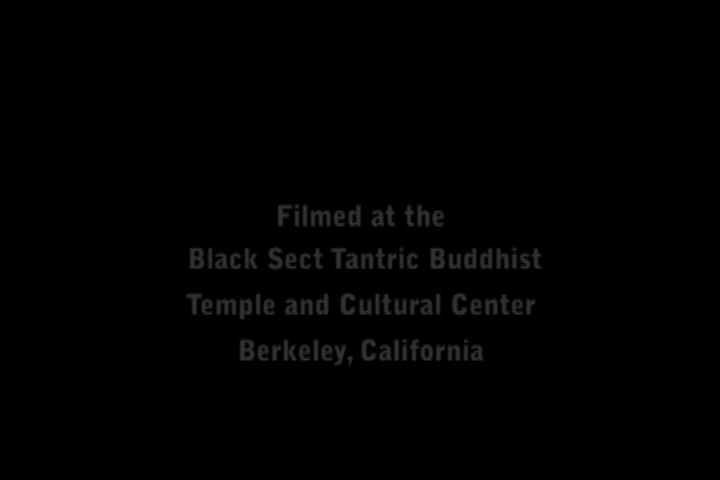 Filmed at the
Black Sect Tantric Buddhist
Temple and Cultural Center
Berkeley, California